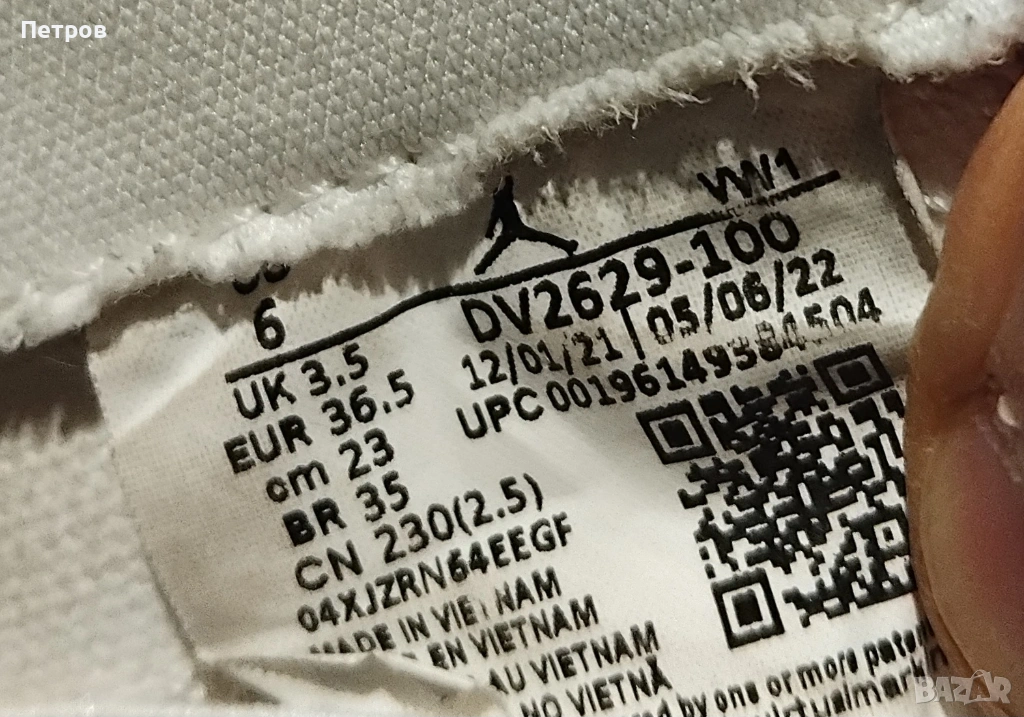 Петров
VW1
6
DV2629-100
UK 3.5
12/01/21 05/06/22
EUR 36.5
UPC 00196149584504
cm 23
BR 35
CN 230(2.5)
04XJZRN64EEGF
MADE IN VIETNAM
EN VIETNAM
AU VIETNAM
NO VIETNÃ
by one or more
BAZAR